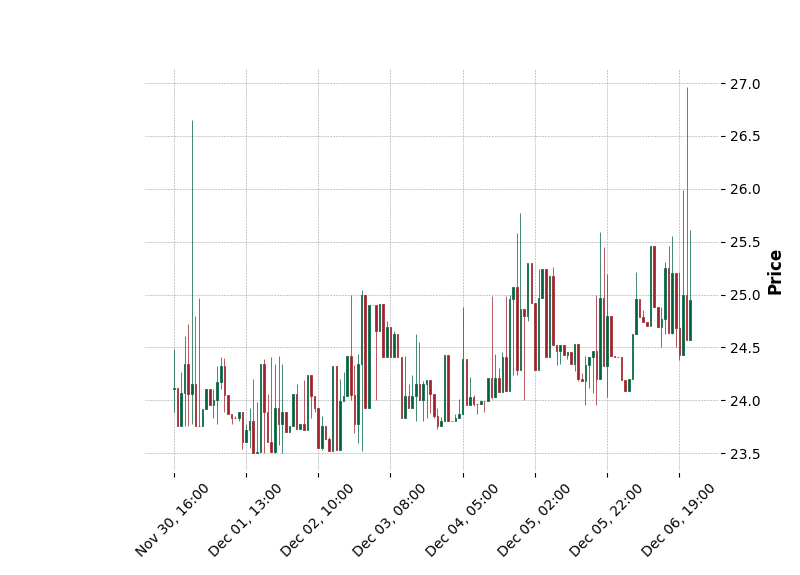 27.0
26.5
26.0
25.5
25.0
24.5
24.0
23.5
Price
Nov 30, 16:00
Dec 01, 13:00
Dec 02, 10:00
Dec 03, 08:00
Dec 04, 05:00
Dec 05, 02:00
Dec 05, 22:00
Dec 06, 19:00